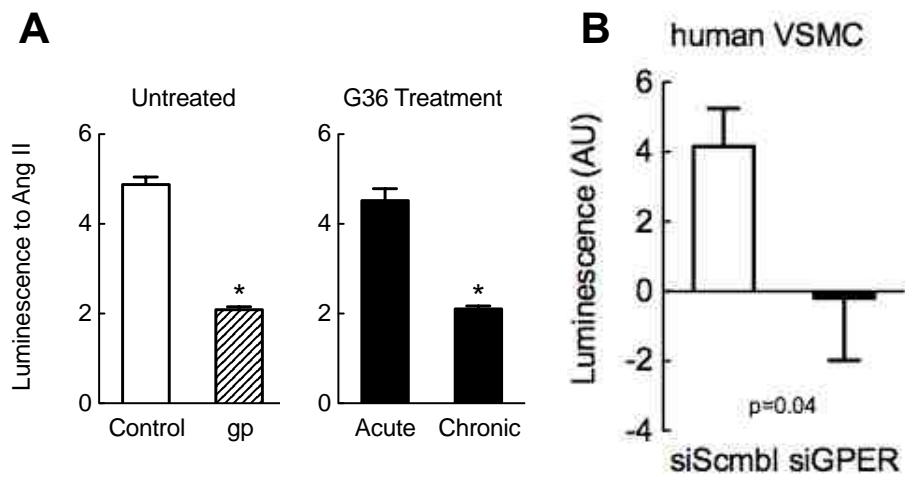 A
Untreated
G36 Treatment
Luminescence to Ang II
6
4
2
0
*
Control gp
6
4
2
0
*
Acute Chronic
B
human VSMC
Luminescence (AU)
6
4
2
0
-2
-4
p=0.04
siScmbl siGPER